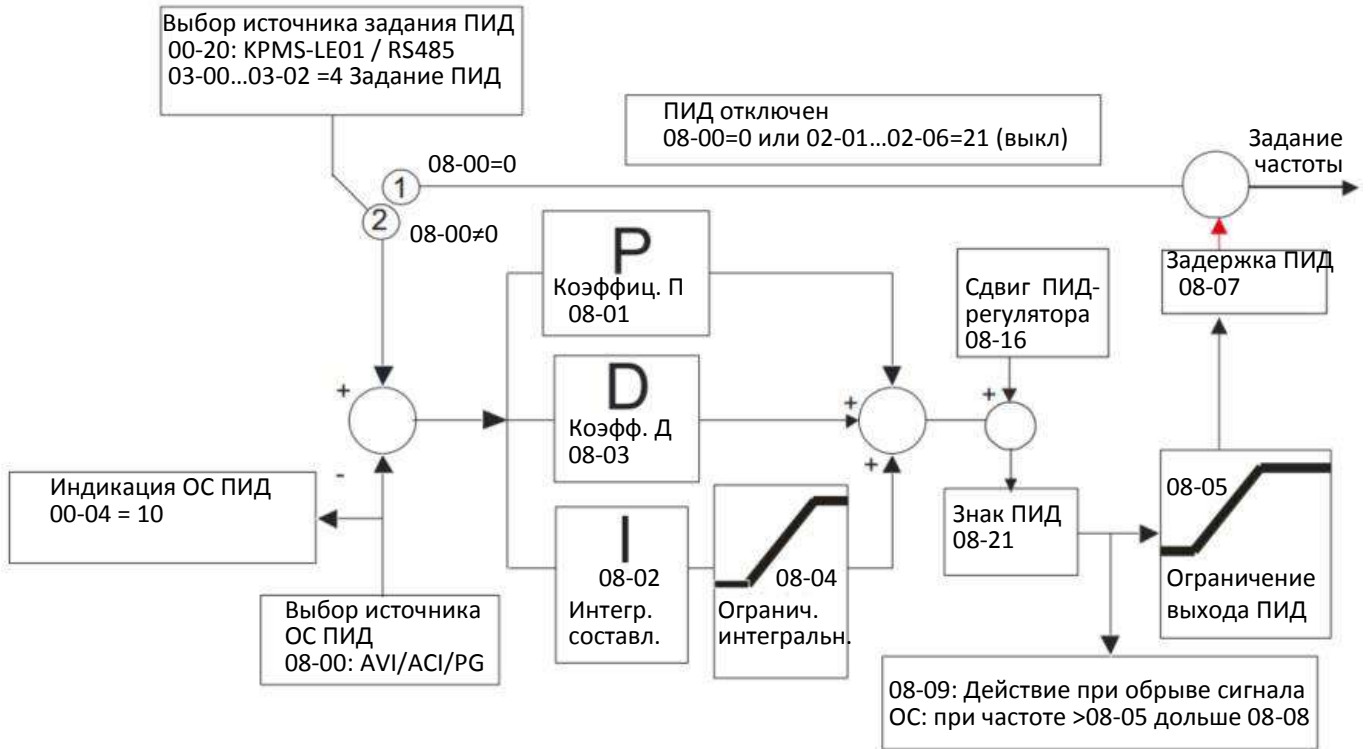 Выбор источника задания ПИД
00-20: KPMS-LE01 / RS485
03-00...03-02 =4 Задание ПИД
ПИД отключен
08-00=0 или 02-01...02-06=21 (выкл)
Задание
частоты
08-00=0
1
2
08-00≠0
P
Коэффиц. П
08-01
Сдвиг ПИД-
регулятора
08-16
Задержка ПИД
08-07
+
D
Коэфф. Д
08-03
+
+
+
-
Индикация ОС ПИД
00-04 = 10
I
08-02
Интегр.
составл.
08-04
Огранич.
интегральн.
Знак ПИД
08-21
08-05
Ограничение
выхода ПИД
Выбор источника
ОС ПИД
08-00: AVI/ACI/PG
08-09: Действие при обрыве сигнала
ОС: при частоте >08-05 дольше 08-08